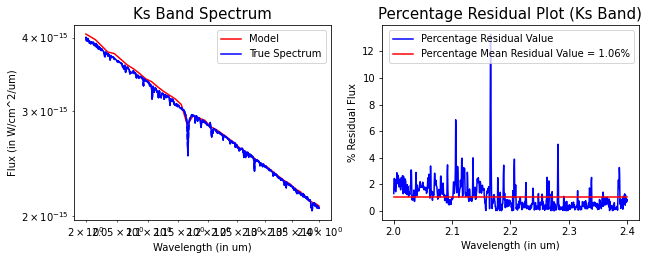 Ks Band Spectrum
4 × 10⁻¹⁵
3 × 10⁻¹⁵
2 × 10⁻¹⁵
Flux (in W/cm^2/um)
Model
True Spectrum
Wavelength (in um)
Percentage Residual Plot (Ks Band)
14
12
10
8
6
4
2
0
% Residual Flux
Percentage Residual Value
Percentage Mean Residual Value = 1.06%
2.0 2.1 2.2 2.3 2.4
Wavelength (in um)